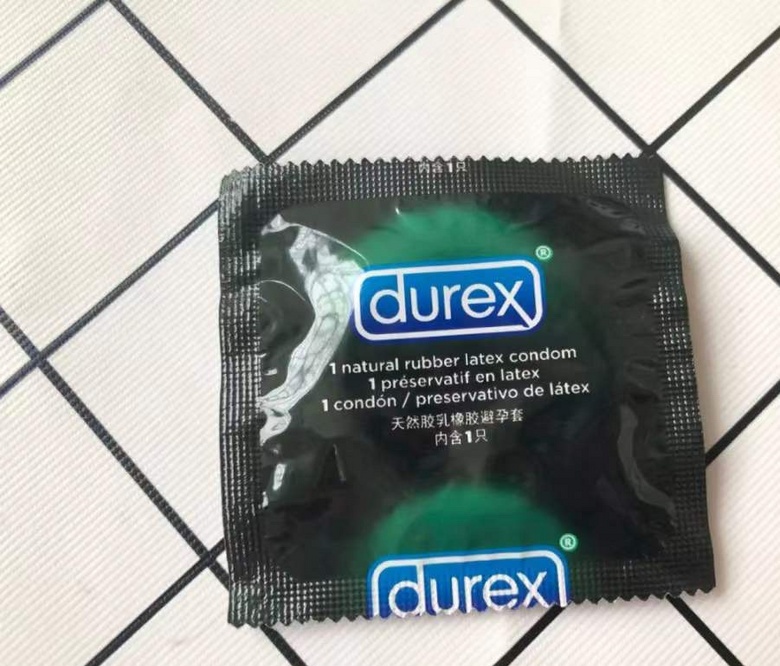 内含1只
durex®
1 natural rubber latex condom
1 préservatif en latex
1 condón / preservativo de látex
天然胶乳橡胶避孕套
内含1只
®
durex